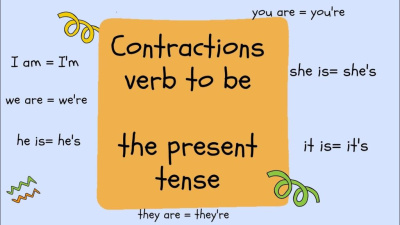 you are = you're
Contractions
verb to be
the present
tense
I am = I'm
we are = we're
he is= he's
she is= she's
it is= it's
they are = they're